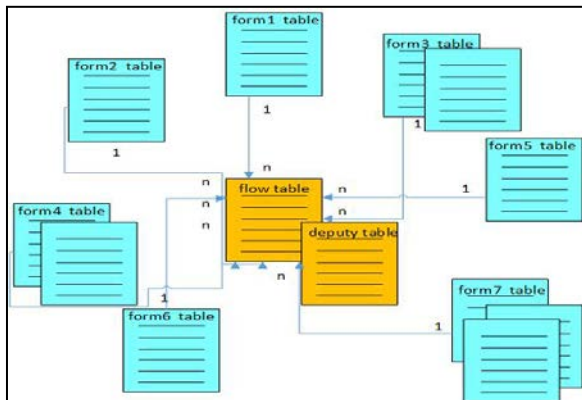 form1 table
form3 table
form2 table
1
1
1
form5 table
n
n
flow table
n
1
n
n
n
form4 table
deputy table
n
form7 table
1
form6 table
1